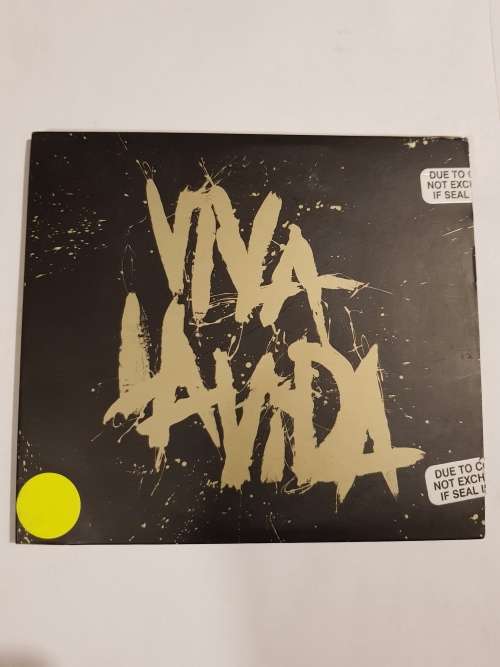 DUE TO
NOT EXCH
IF SEAL
VIVA
LA VIDA
DUE TO
NOT EXCH
IF SEAL